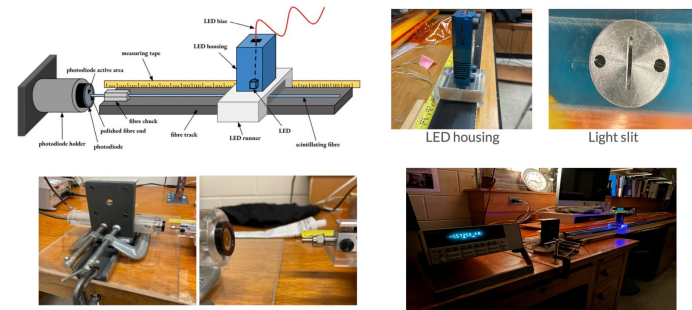 LED bias
LED housing
measuring tape
photodiode active area
fibre chuck
polished fibre end
photodiode holder
photodiode
fibre track
LED runner
LED
scintillating fibre
LED housing
Light slit